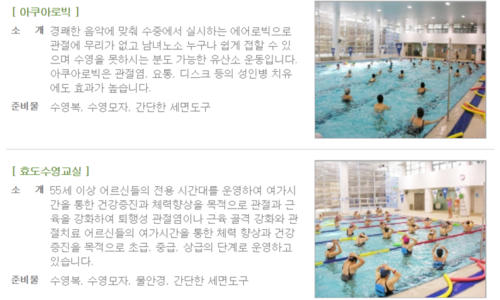 [ 아쿠아로빅 ]
소 개 경쾌한 음악에 맞춰 수중에서 실시하는 에어로빅으로
관절에 무리가 없고 남녀노소 누구나 쉽게 접할 수 있
으며 수영을 못하시는 분도 가능한 유산소 운동입니다.
아쿠아로빅은 관절염, 요통, 디스크 등의 성인병 치유
에도 효과가 높습니다.
준비물 수영복, 수영모자, 간단한 세면도구
[ 효도수영교실 ]
소 개 55세 이상 어르신들의 전용 시간대를 운영하여 여가시
간을 통한 건강증진과 체력향상을 목적으로 관절과 근
육을 강화하여 퇴행성 관절염이나 근육 골격 강화와 관
절치료 어르신들의 여가시간을 통한 체력 향상과 건강
증진을 목적으로 초급, 중급, 상급의 단계로 운영하고
있습니다.
준비물 수영복, 수영모자, 물안경, 간단한 세면도구